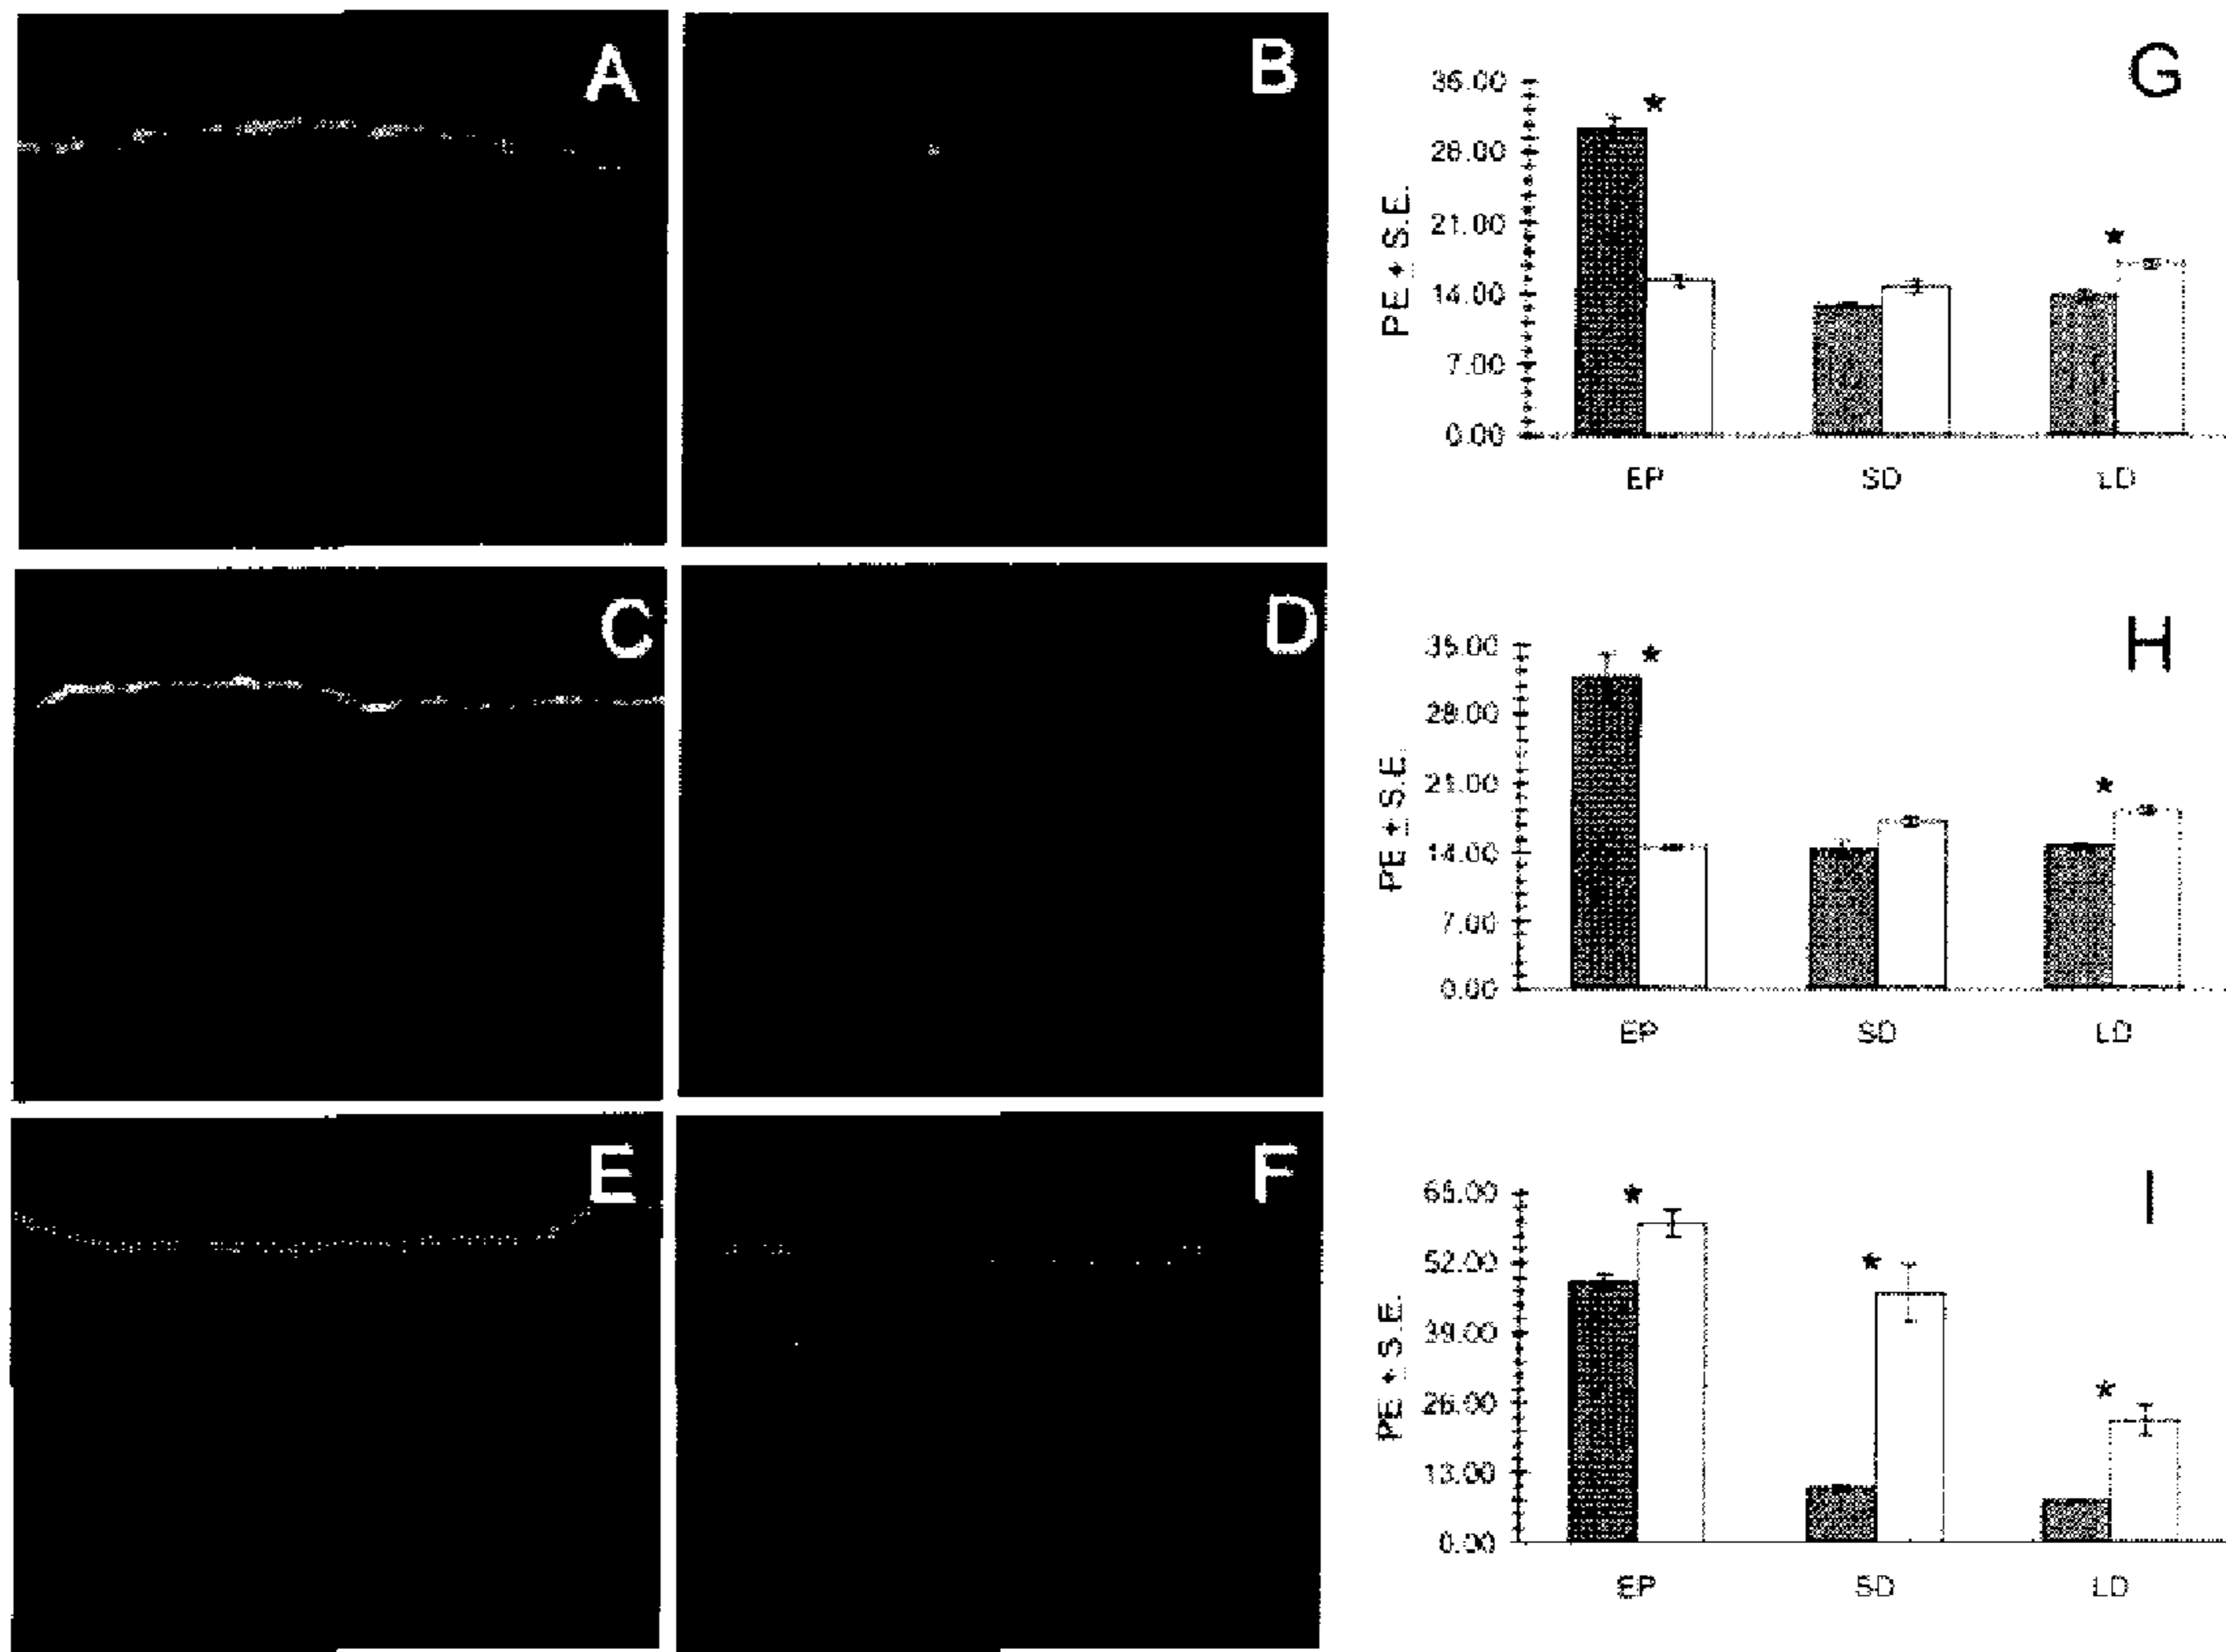 A
B
G
35.00
28.00
21.00
14.00
7.00
0.00
PE ± S.E.
EP
SD
LD
C
D
H
35.00
28.00
21.00
14.00
7.00
0.00
PE ± S.E.
EP
SD
LD
E
F
I
65.00
52.00
39.00
26.00
13.00
0.00
PE ± S.E.
EP
SD
LD